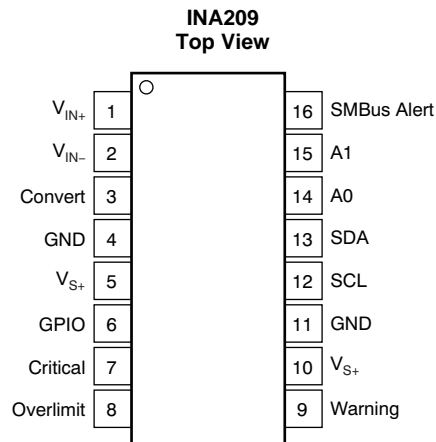 INA209
Top View
V_IN+ 1 16 SMBus Alert
V_IN– 2 15 A1
Convert 3 14 A0
GND 4 13 SDA
V_S+ 5 12 SCL
GPIO 6 11 GND
Critical 7 10 V_S+
Overlimit 8 9 Warning